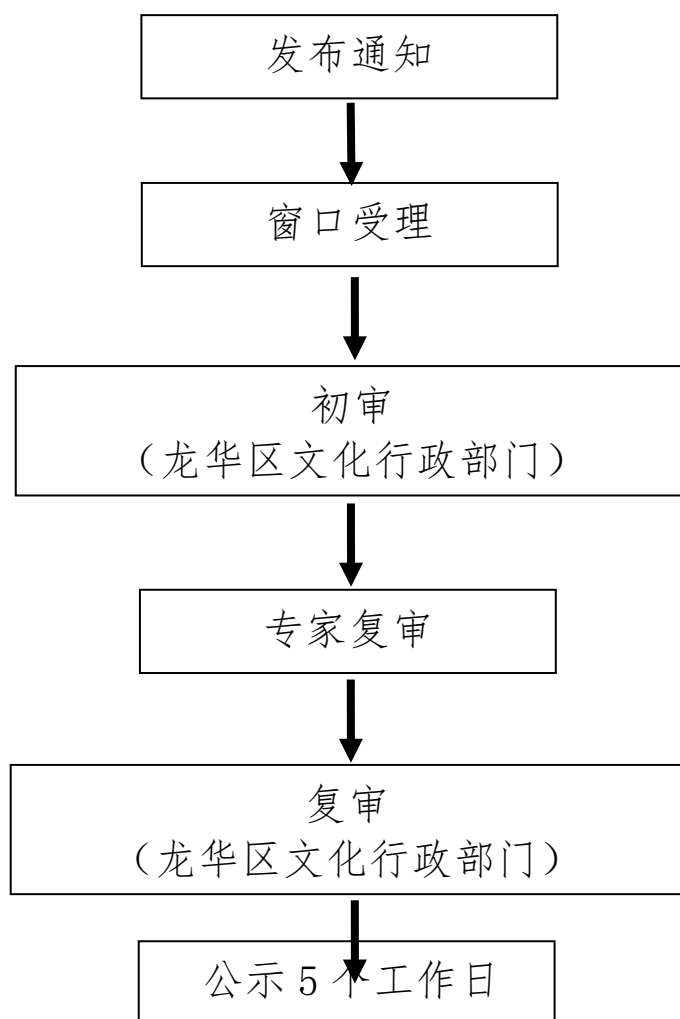 发布通知
窗口受理
初审
（龙华区文化行政部门）
专家复审
复审
（龙华区文化行政部门）
公示5个工作日